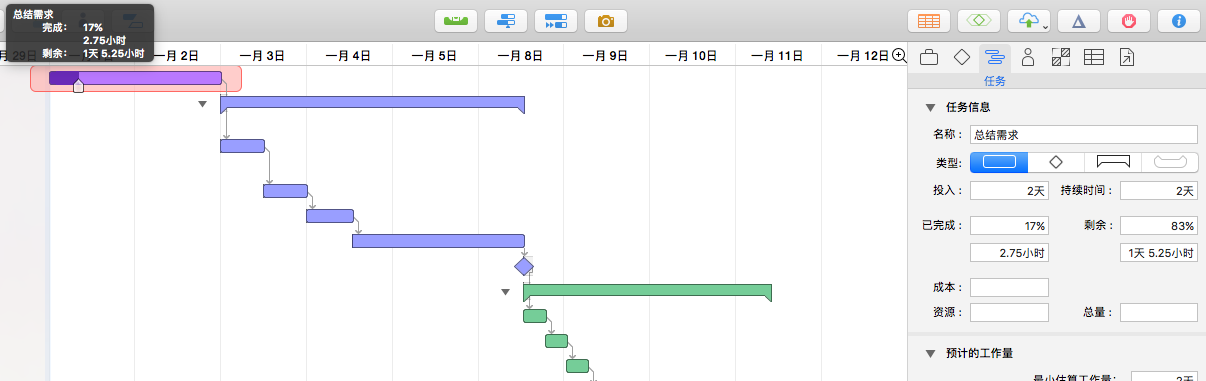 总结需求
完成： 17%
2.75小时
剩余： 1天 5.25小时
月 29日
一月 2日
一月 3日
一月 4日
一月 5日
一月 8日
一月 9日
一月 10日
一月 11日
一月 12日
任务
任务信息
名称： 总结需求
类型：
投入： 2天 持续时间： 2天
已完成： 17% 剩余： 83%
2.75小时 1天 5.25小时
成本：
资源： 总量：
预计的工作量
最小估算工作量： 2天